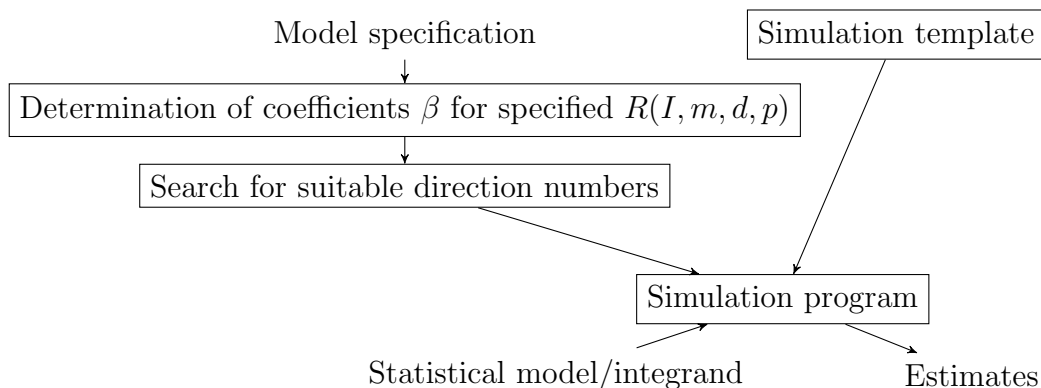 Model specification
Simulation template
Determination of coefficients β for specified R(I, m, d, p)
Search for suitable direction numbers
Simulation program
Statistical model/integrand
Estimates